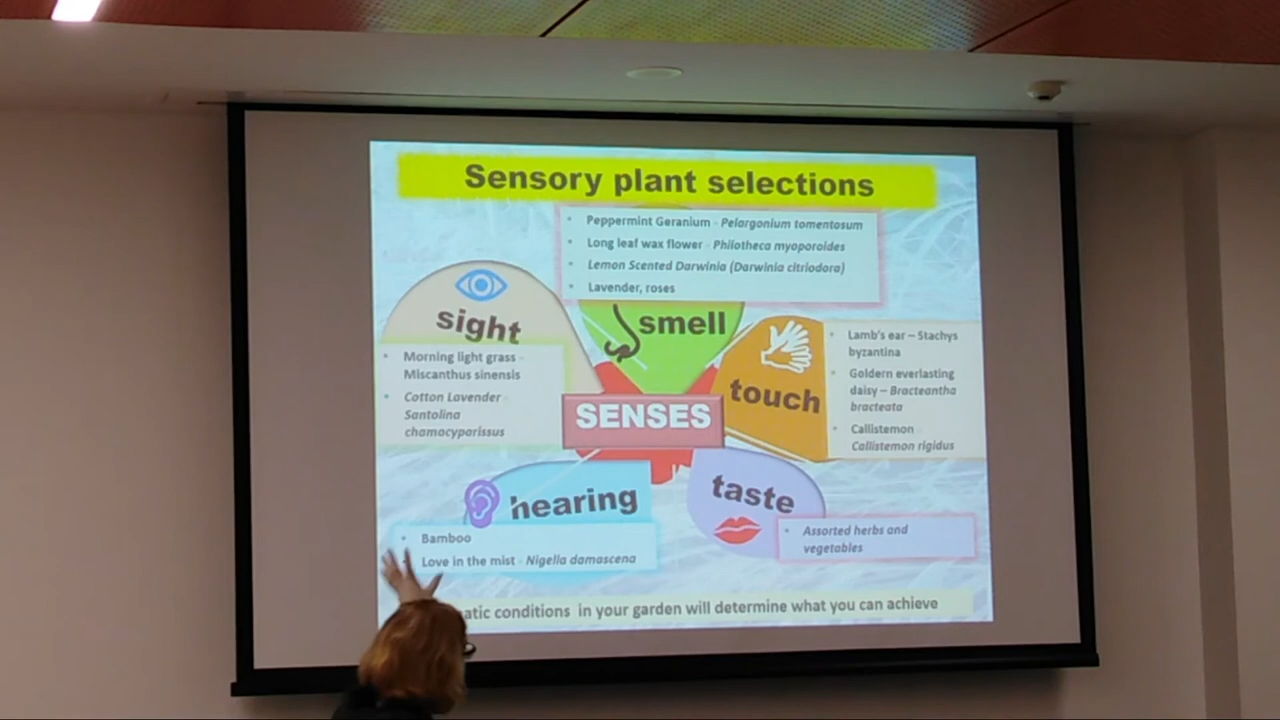 Sensory plant selections
Peppermint Geranium - Pelargonium tomentosum
Long leaf wax flower - Philotheca myoporoides
Lemon Scented Darwinia (Darwinia citriodora)
Lavender, roses
sight
smell
Morning light grass -
Miscanthus sinensis
Cotton Lavender -
Santolina
chamacyparissus
touch
Lamb's ear – Stachys
byzantina
Goldern everlasting
daisy – Bracteantha
bracteata
Callistemon -
Callistemon rigidus
SENSES
hearing
Bamboo
Love in the mist - Nigella damascena
taste
Assorted herbs and
vegetables
conditions in your garden will determine what you can achieve